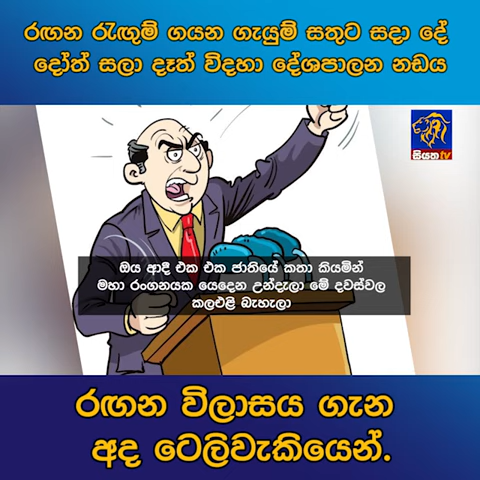 රඟන රැඟුම් ගයන ගැයුම් සතුට සදා දේ
දෝත් සලා දෑත් විදහා දේශපාලන නඩය
සියත tv
ඔය ආදී එක එක ජාතියේ කතා කියමින්
මහා රංගනයක යෙදෙන උන්දැලා මේ දවස්වල
කලඑළි බැහැලා
රඟන විලාසය ගැන
අද ටෙලිවැකියෙන්.